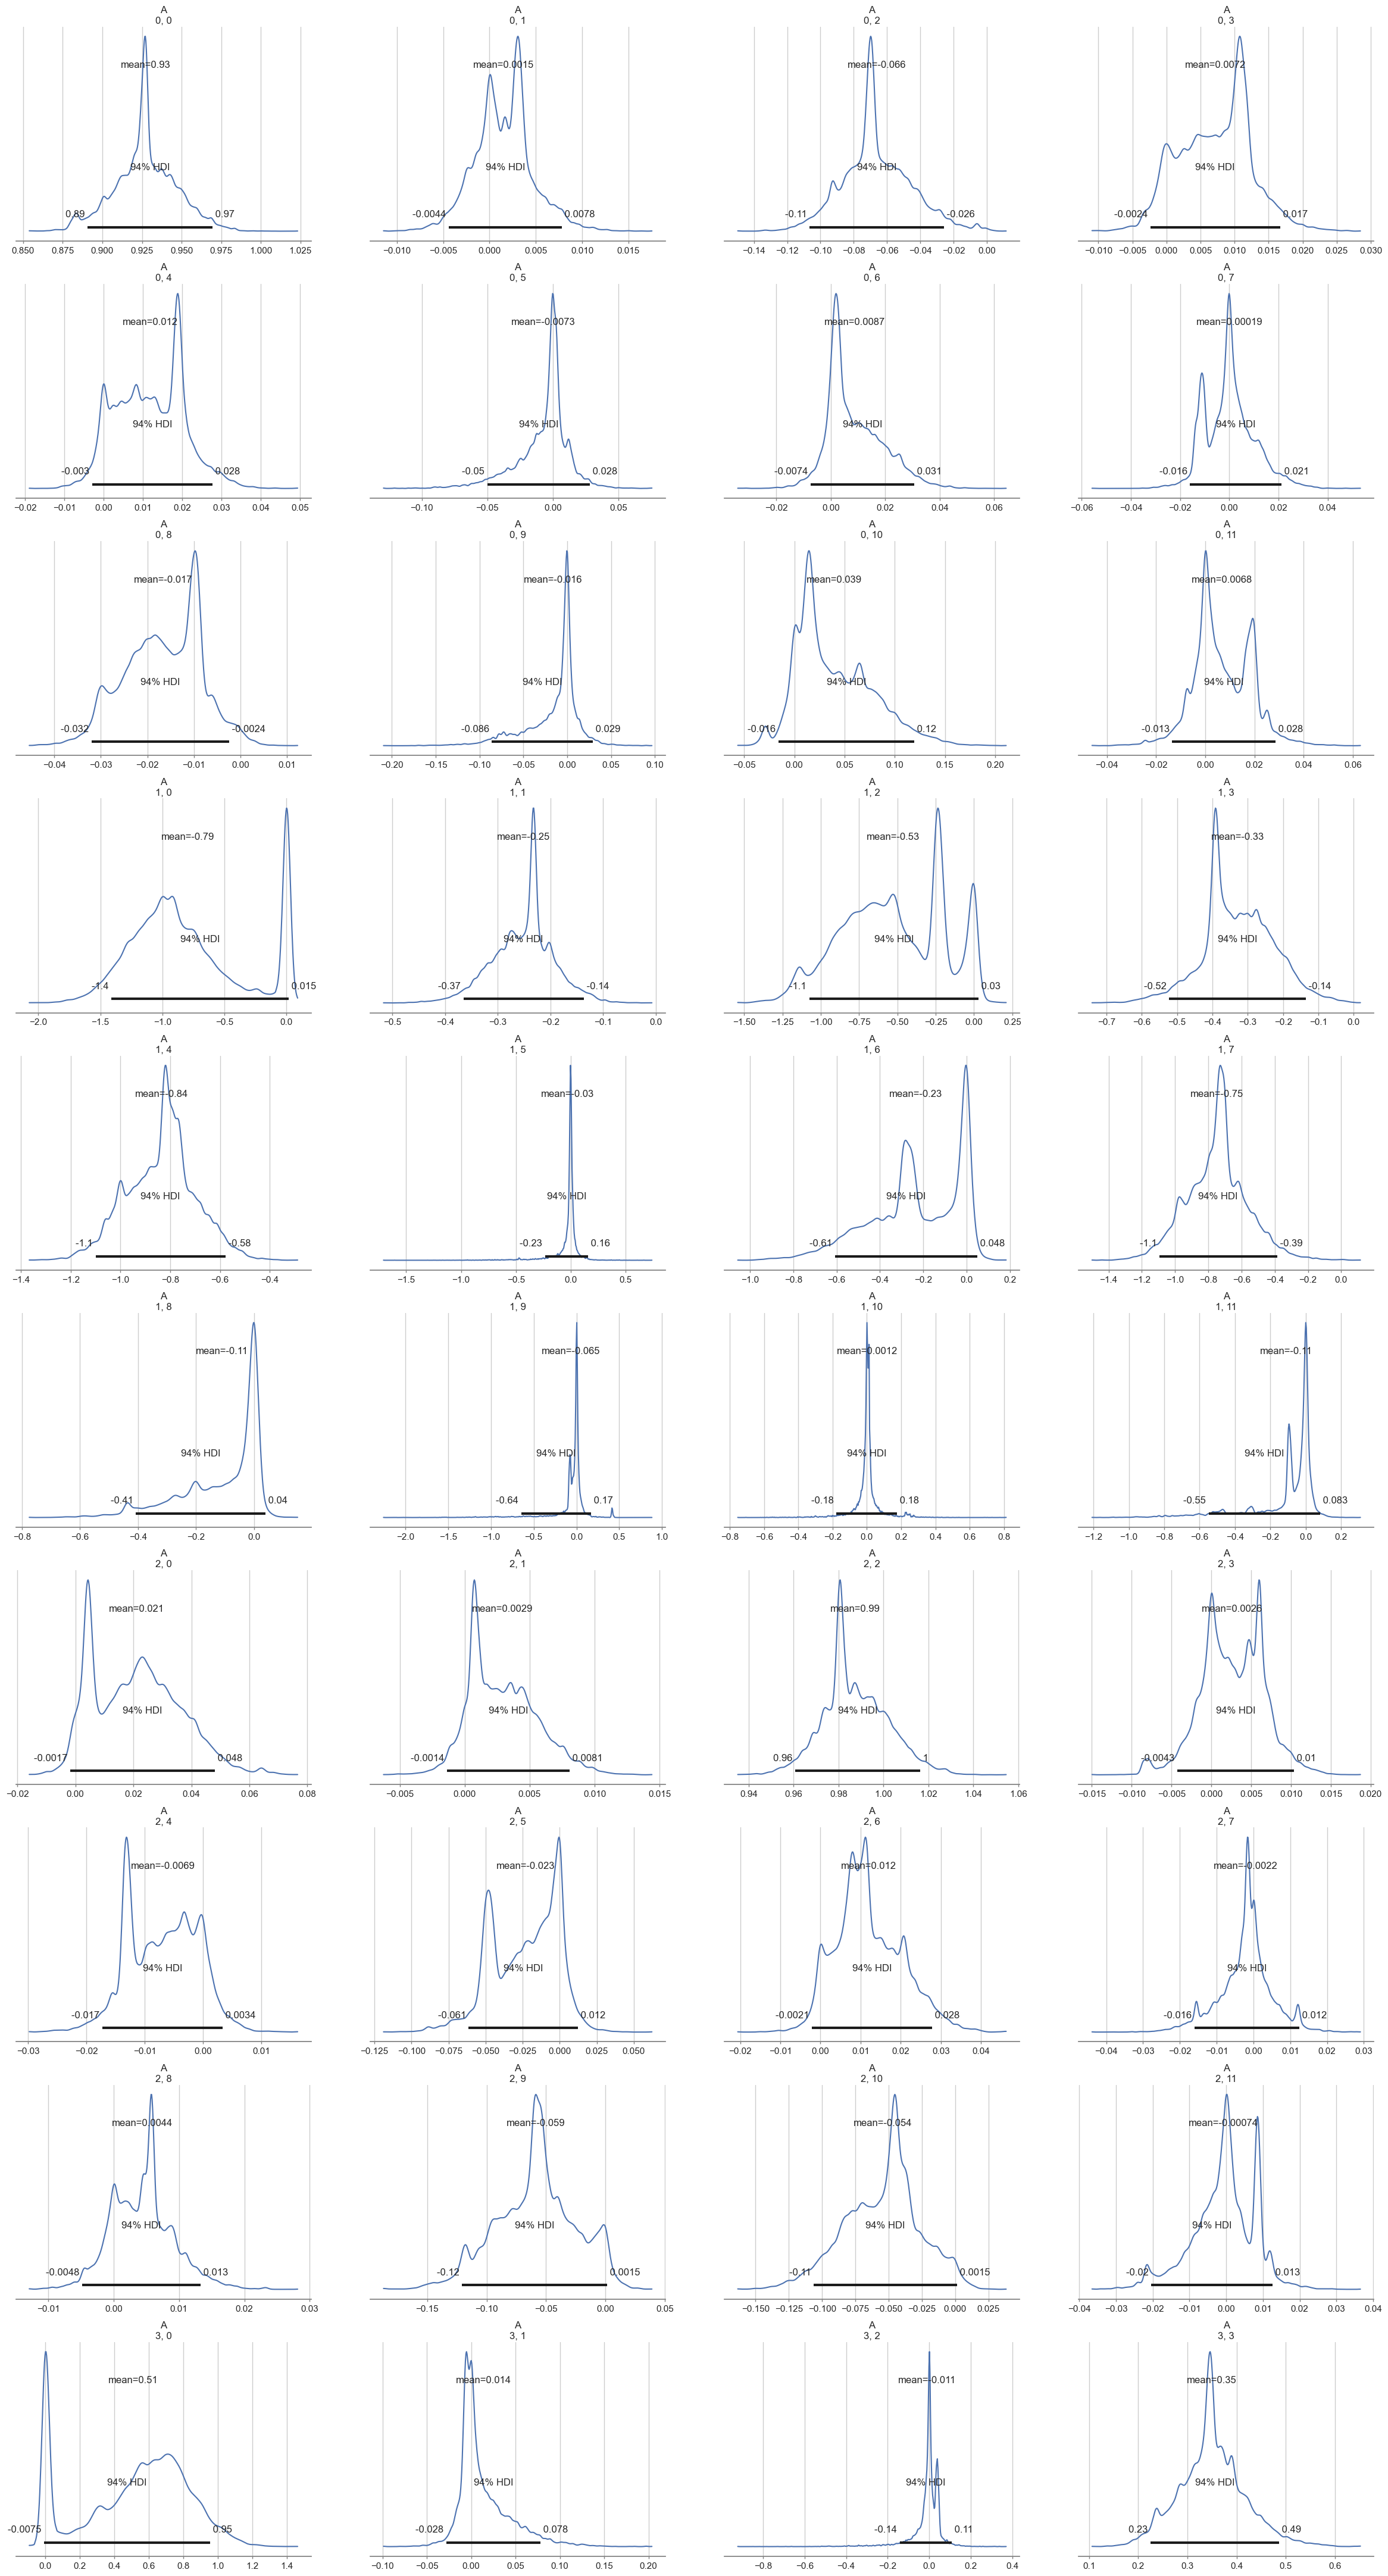 A
0, 0
mean=0.93
94% HDI
0.89 0.97
0.850 0.875 0.900 0.925 0.950 0.975 1.000 1.025
A
0, 1
mean=0.0015
94% HDI
-0.0044 0.0078
−0.010 −0.005 0.000 0.005 0.010 0.015
A
0, 2
mean=-0.066
94% HDI
-0.11 -0.026
−0.14 −0.12 −0.10 −0.08 −0.06 −0.04 −0.02 0.00
A
0, 3
mean=0.0072
94% HDI
-0.0024 0.017
−0.010 −0.005 0.000 0.005 0.010 0.015 0.020 0.025 0.030
A
0, 4
mean=0.012
94% HDI
-0.003 0.028
−0.02 −0.01 0.00 0.01 0.02 0.03 0.04 0.05
A
0, 5
mean=-0.0073
94% HDI
-0.05 0.028
−0.10 −0.05 0.00 0.05
A
0, 6
mean=0.0087
94% HDI
-0.0074 0.031
−0.02 0.00 0.02 0.04 0.06
A
0, 7
mean=0.00019
94% HDI
-0.016 0.021
−0.06 −0.04 −0.02 0.00 0.02 0.04
A
0, 8
mean=-0.017
94% HDI
-0.032 -0.0024
−0.04 −0.03 −0.02 −0.01 0.00 0.01
A
0, 9
mean=-0.016
94% HDI
-0.086 0.029
−0.20 −0.15 −0.10 −0.05 0.00 0.05 0.10
A
0, 10
mean=0.039
94% HDI
-0.016 0.12
−0.05 0.00 0.05 0.10 0.15 0.20
A
0, 11
mean=0.0068
94% HDI
-0.013 0.028
−0.04 −0.02 0.00 0.02 0.04 0.06
A
1, 0
mean=-0.79
94% HDI
-1.4 0.015
−2.0 −1.5 −1.0 −0.5 0.0
A
1, 1
mean=-0.25
94% HDI
-0.37 -0.14
−0.5 −0.4 −0.3 −0.2 −0.1 0.0
A
1, 2
mean=-0.53
94% HDI
-1.1 0.03
−1.50 −1.25 −1.00 −0.75 −0.50 −0.25 0.00 0.25
A
1, 3
mean=-0.33
94% HDI
-0.52 -0.14
−0.7 −0.6 −0.5 −0.4 −0.3 −0.2 −0.1 0.0
A
1, 4
mean=-0.84
94% HDI
-1.1 -0.58
−1.4 −1.2 −1.0 −0.8 −0.6 −0.4
A
1, 5
mean=-0.03
94% HDI
-0.23 0.16
−1.5 −1.0 −0.5 0.0 0.5
A
1, 6
mean=-0.23
94% HDI
-0.61 0.048
−1.0 −0.8 −0.6 −0.4 −0.2 0.0 0.2
A
1, 7
mean=-0.75
94% HDI
-1.1 -0.39
−1.4 −1.2 −1.0 −0.8 −0.6 −0.4 −0.2 0.0
A
1, 8
mean=-0.11
94% HDI
-0.41 0.04
−0.8 −0.6 −0.4 −0.2 0.0
A
1, 9
mean=-0.065
94% HDI
-0.64 0.17
−2.0 −1.5 −1.0 −0.5 0.0 0.5 1.0
A
1, 10
mean=0.0012
94% HDI
-0.18 0.18
−0.8 −0.6 −0.4 −0.2 0.0 0.2 0.4 0.6 0.8
A
1, 11
mean=-0.11
94% HDI
-0.55 0.083
−1.2 −1.0 −0.8 −0.6 −0.4 −0.2 0.0 0.2
A
2, 0
mean=0.021
94% HDI
-0.0017 0.048
−0.02 0.00 0.02 0.04 0.06 0.08
A
2, 1
mean=0.0029
94% HDI
-0.0014 0.0081
−0.005 0.000 0.005 0.010 0.015
A
2, 2
mean=0.99
94% HDI
0.96 1
0.94 0.96 0.98 1.00 1.02 1.04 1.06
A
2, 3
mean=0.0026
94% HDI
-0.0043 0.01
−0.015 −0.010 −0.005 0.000 0.005 0.010 0.015 0.020
A
2, 4
mean=-0.0069
94% HDI
-0.017 0.0034
−0.03 −0.02 −0.01 0.00 0.01
A
2, 5
mean=-0.023
94% HDI
-0.061 0.012
−0.125 −0.100 −0.075 −0.050 −0.025 0.000 0.025 0.050
A
2, 6
mean=0.012
94% HDI
-0.0021 0.028
−0.02 −0.01 0.00 0.01 0.02 0.03 0.04
A
2, 7
mean=-0.0022
94% HDI
-0.016 0.012
−0.04 −0.03 −0.02 −0.01 0.00 0.01 0.02 0.03
A
2, 8
mean=0.0044
94% HDI
-0.0048 0.013
−0.01 0.00 0.01 0.02 0.03
A
2, 9
mean=-0.059
94% HDI
-0.12 0.0015
−0.15 −0.10 −0.05 0.00 0.05
A
2, 10
mean=-0.054
94% HDI
-0.11 0.0015
−0.150 −0.125 −0.100 −0.075 −0.050 −0.025 0.000 0.025
A
2, 11
mean=-0.00074
94% HDI
-0.02 0.013
−0.04 −0.03 −0.02 −0.01 0.00 0.01 0.02 0.03 0.04
A
3, 0
mean=0.51
94% HDI
-0.0075 0.95
0.0 0.2 0.4 0.6 0.8 1.0 1.2 1.4
A
3, 1
mean=0.014
94% HDI
-0.028 0.078
−0.10 −0.05 0.00 0.05 0.10 0.15 0.20
A
3, 2
mean=-0.011
94% HDI
-0.14 0.11
−0.8 −0.6 −0.4 −0.2 0.0 0.2 0.4
A
3, 3
mean=0.35
94% HDI
0.23 0.49
0.1 0.2 0.3 0.4 0.5 0.6